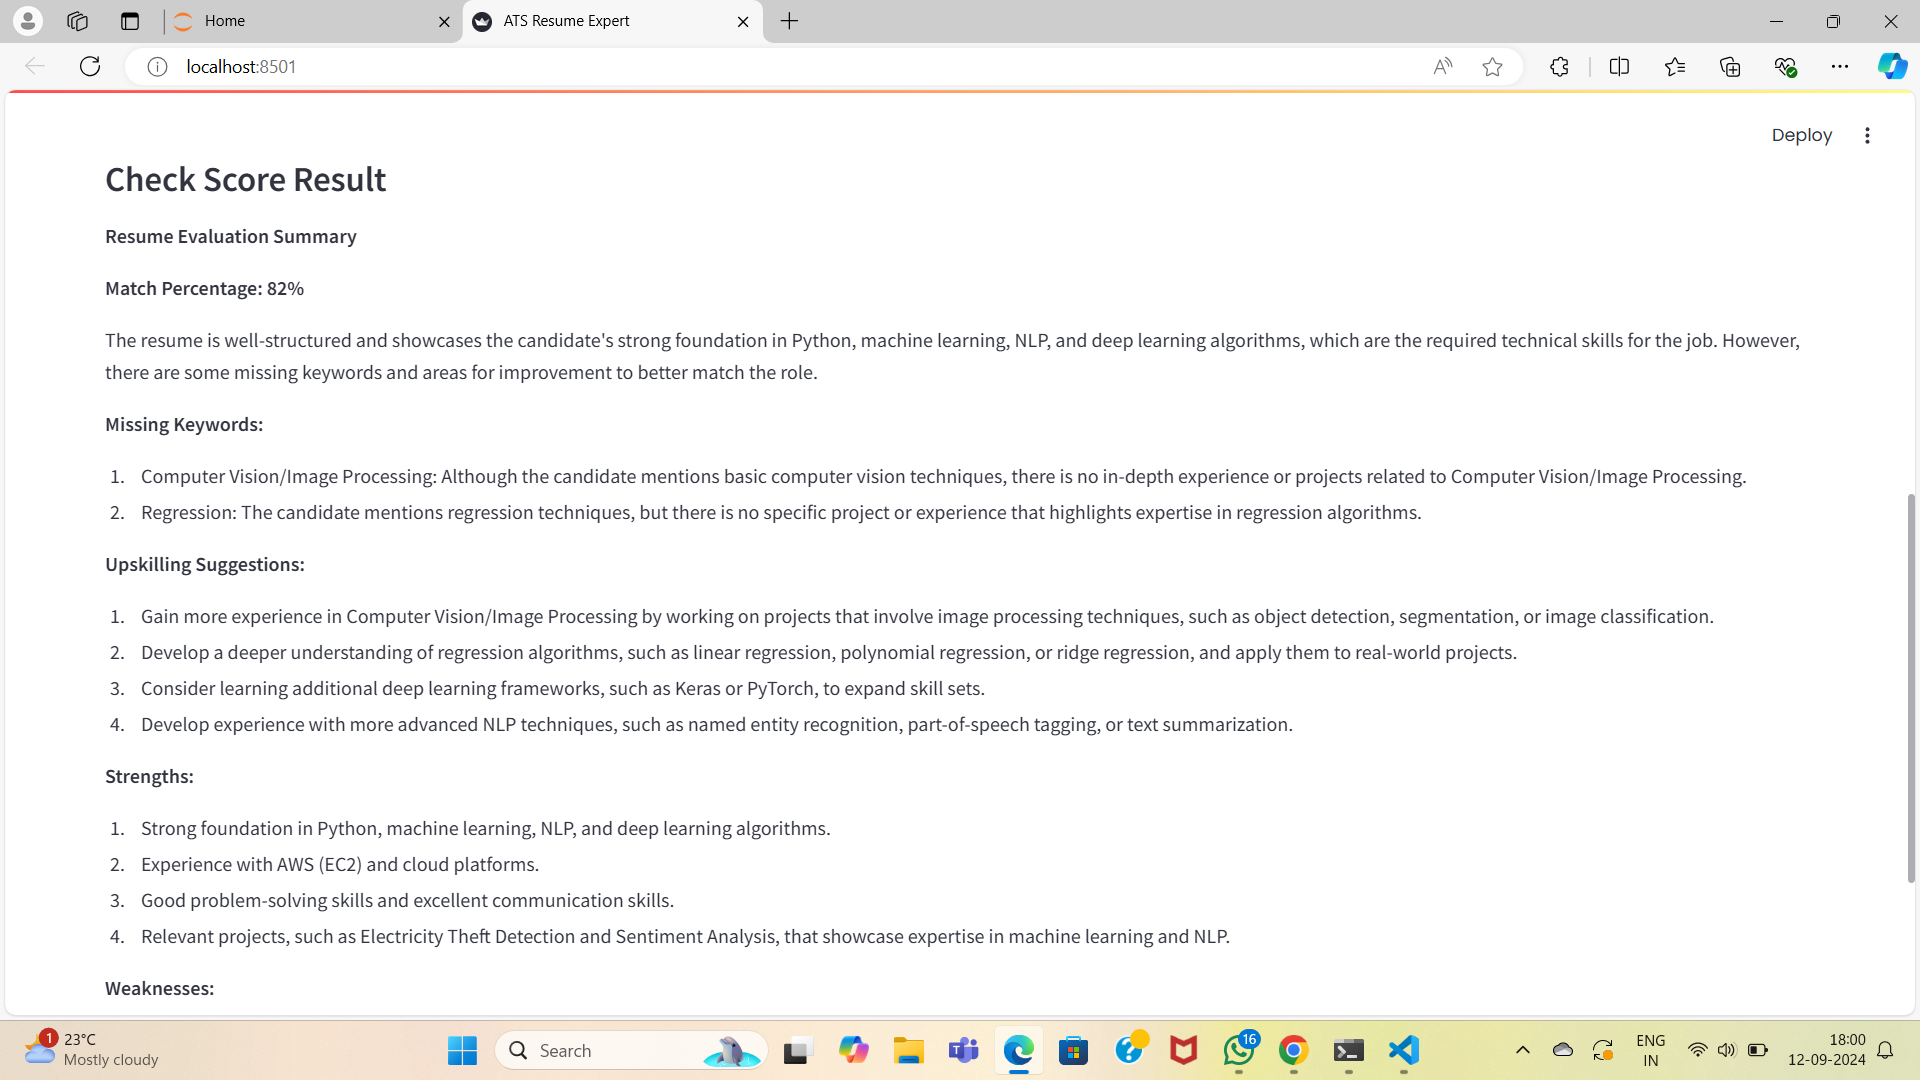 Home
ATS Resume Expert
localhost:8501
Deploy
Check Score Result
Resume Evaluation Summary
Match Percentage: 82%
The resume is well-structured and showcases the candidate's strong foundation in Python, machine learning, NLP, and deep learning algorithms, which are the required technical skills for the job. However,
there are some missing keywords and areas for improvement to better match the role.
Missing Keywords:
1. Computer Vision/Image Processing: Although the candidate mentions basic computer vision techniques, there is no in-depth experience or projects related to Computer Vision/Image Processing.
2. Regression: The candidate mentions regression techniques, but there is no specific project or experience that highlights expertise in regression algorithms.
Upskilling Suggestions:
1. Gain more experience in Computer Vision/Image Processing by working on projects that involve image processing techniques, such as object detection, segmentation, or image classification.
2. Develop a deeper understanding of regression algorithms, such as linear regression, polynomial regression, or ridge regression, and apply them to real-world projects.
3. Consider learning additional deep learning frameworks, such as Keras or PyTorch, to expand skill sets.
4. Develop experience with more advanced NLP techniques, such as named entity recognition, part-of-speech tagging, or text summarization.
Strengths:
1. Strong foundation in Python, machine learning, NLP, and deep learning algorithms.
2. Experience with AWS (EC2) and cloud platforms.
3. Good problem-solving skills and excellent communication skills.
4. Relevant projects, such as Electricity Theft Detection and Sentiment Analysis, that showcase expertise in machine learning and NLP.
Weaknesses:
1
23°C
Mostly cloudy
Search
16
ENG
IN
18:00
12-09-2024